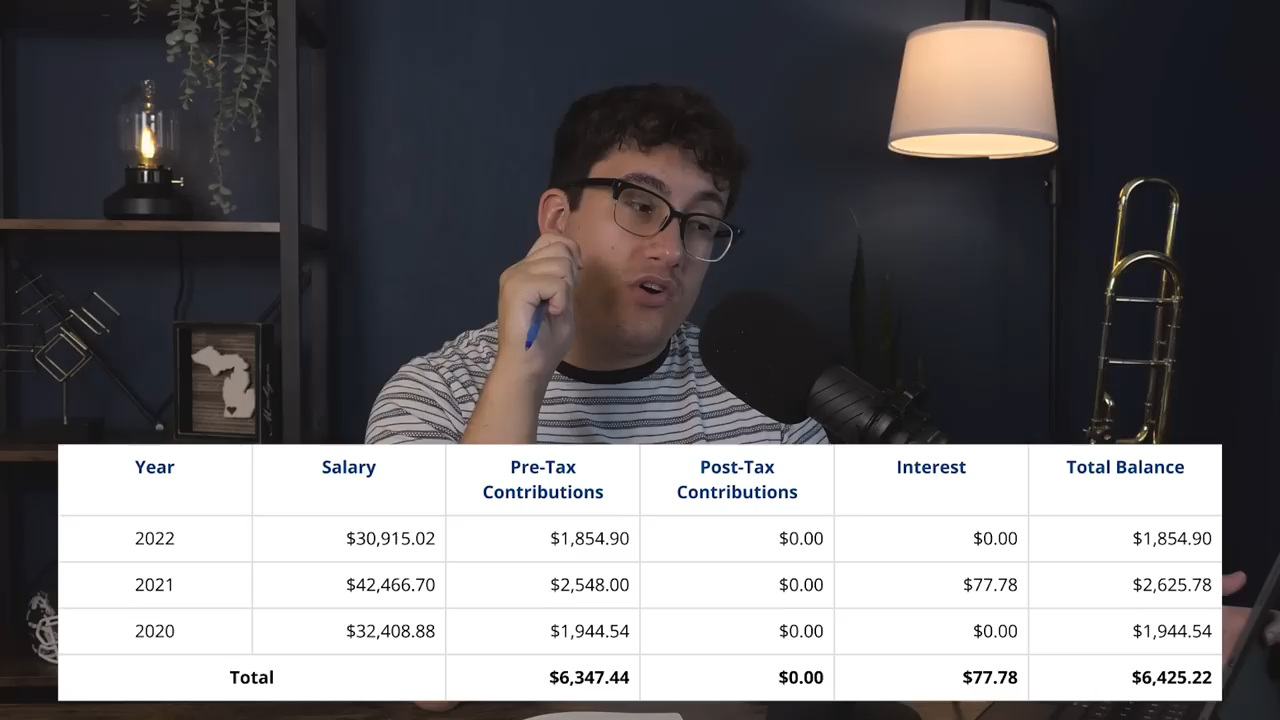 Year Salary Pre-Tax Contributions Post-Tax Contributions Interest Total Balance
2022 $30,915.02 $1,854.90 $0.00 $0.00 $1,854.90
2021 $42,466.70 $2,548.00 $0.00 $77.78 $2,625.78
2020 $32,408.88 $1,944.54 $0.00 $0.00 $1,944.54
Total $6,347.44 $0.00 $77.78 $6,425.22